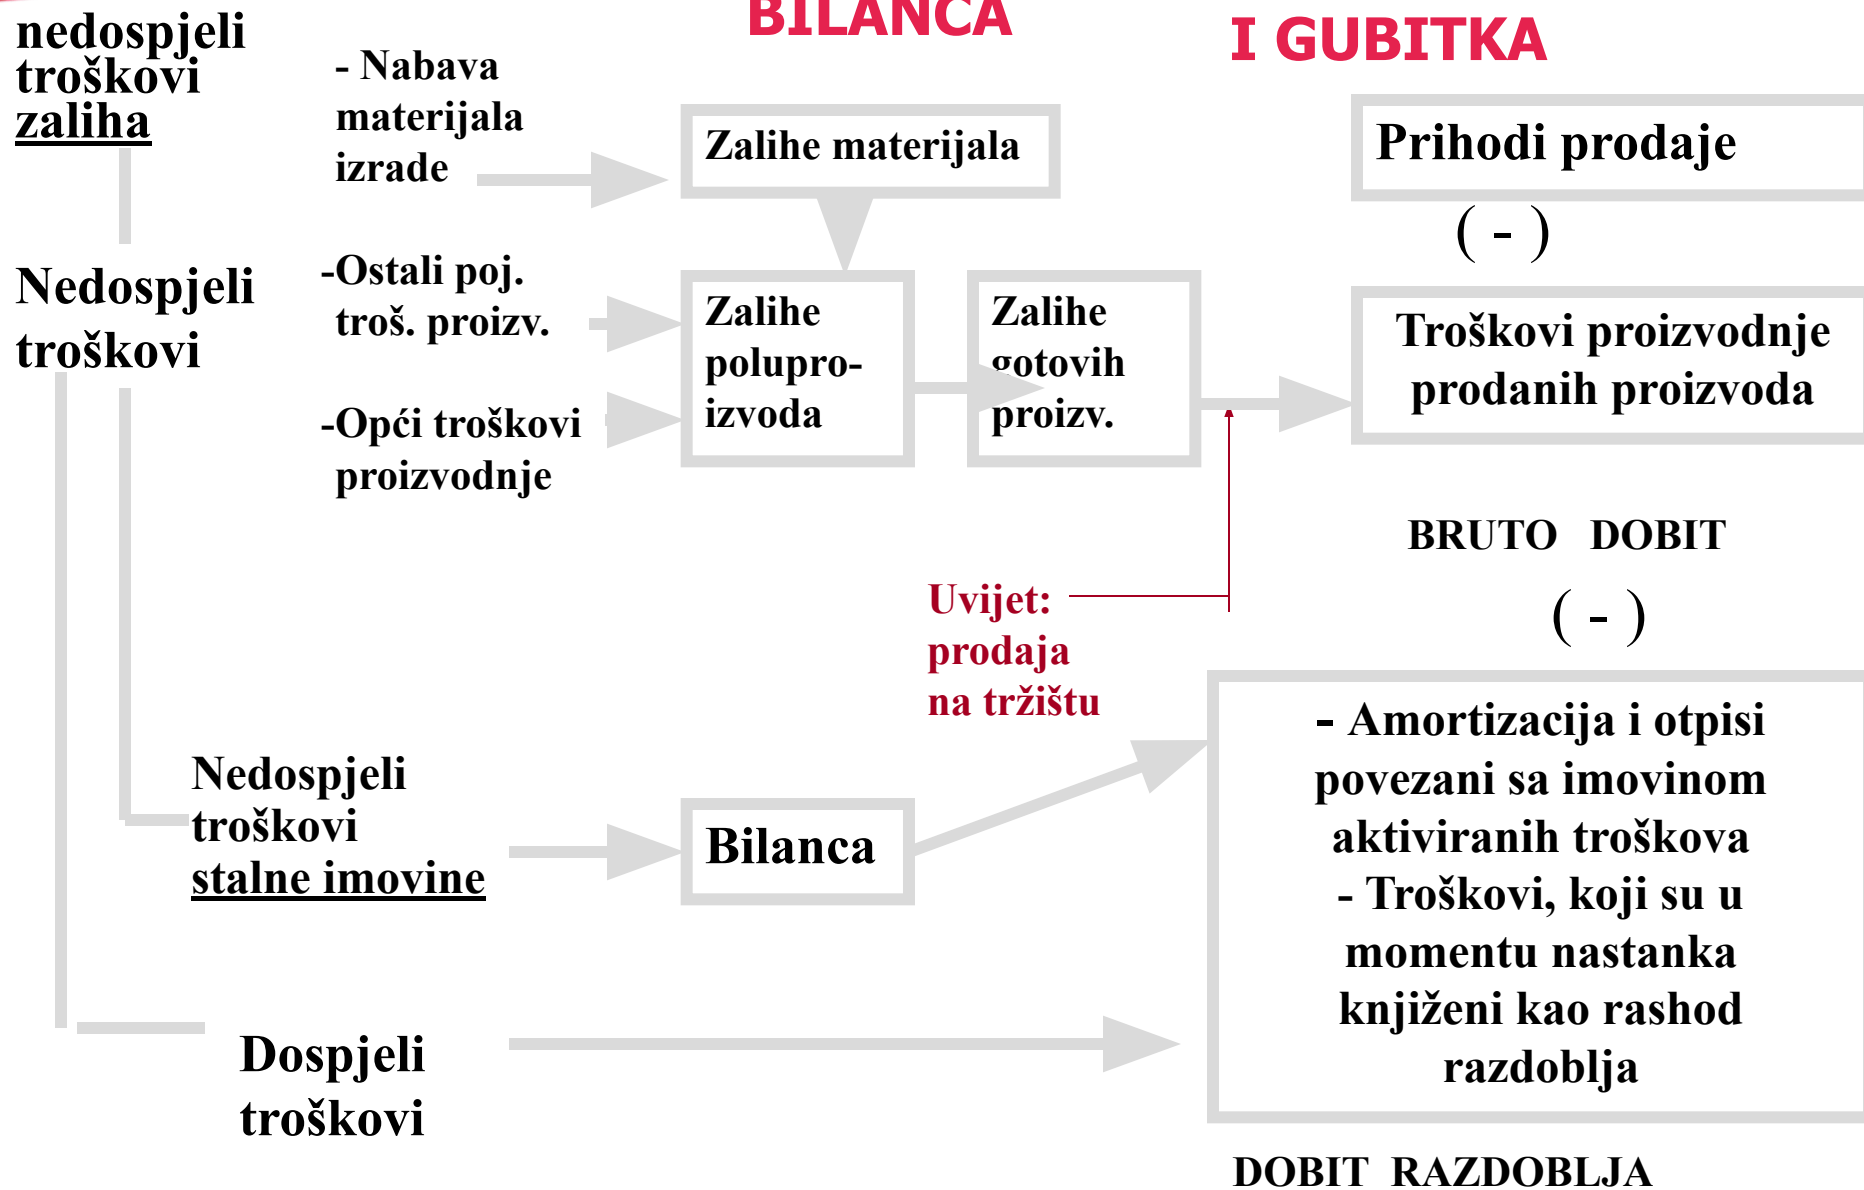 nedospjeli
troškovi
zaliha
BILANCA
I GUBITKA
- Nabava
materijala
izrade
Zalihe materijala
Prihodi prodaje
( - )
Nedospjeli
troškovi
-Ostali poj.
troš. proizv.
-Opći troškovi
proizvodnje
Zalihe
polupro-
izvoda
Zalihe
gotovih
proizv.
Troškovi proizvodnje
prodanih proizvoda
BRUTO DOBIT
( - )
Uvijet:
prodaja
na tržištu
Nedospjeli
troškovi
stalne imovine
Bilanca
- Amortizacija i otpisi
povezani sa imovinom
aktiviranih troškova
- Troškovi, koji su u
momentu nastanka
knjiženi kao rashod
razdoblja
Dospjeli
troškovi
DOBIT RAZDOBLJA